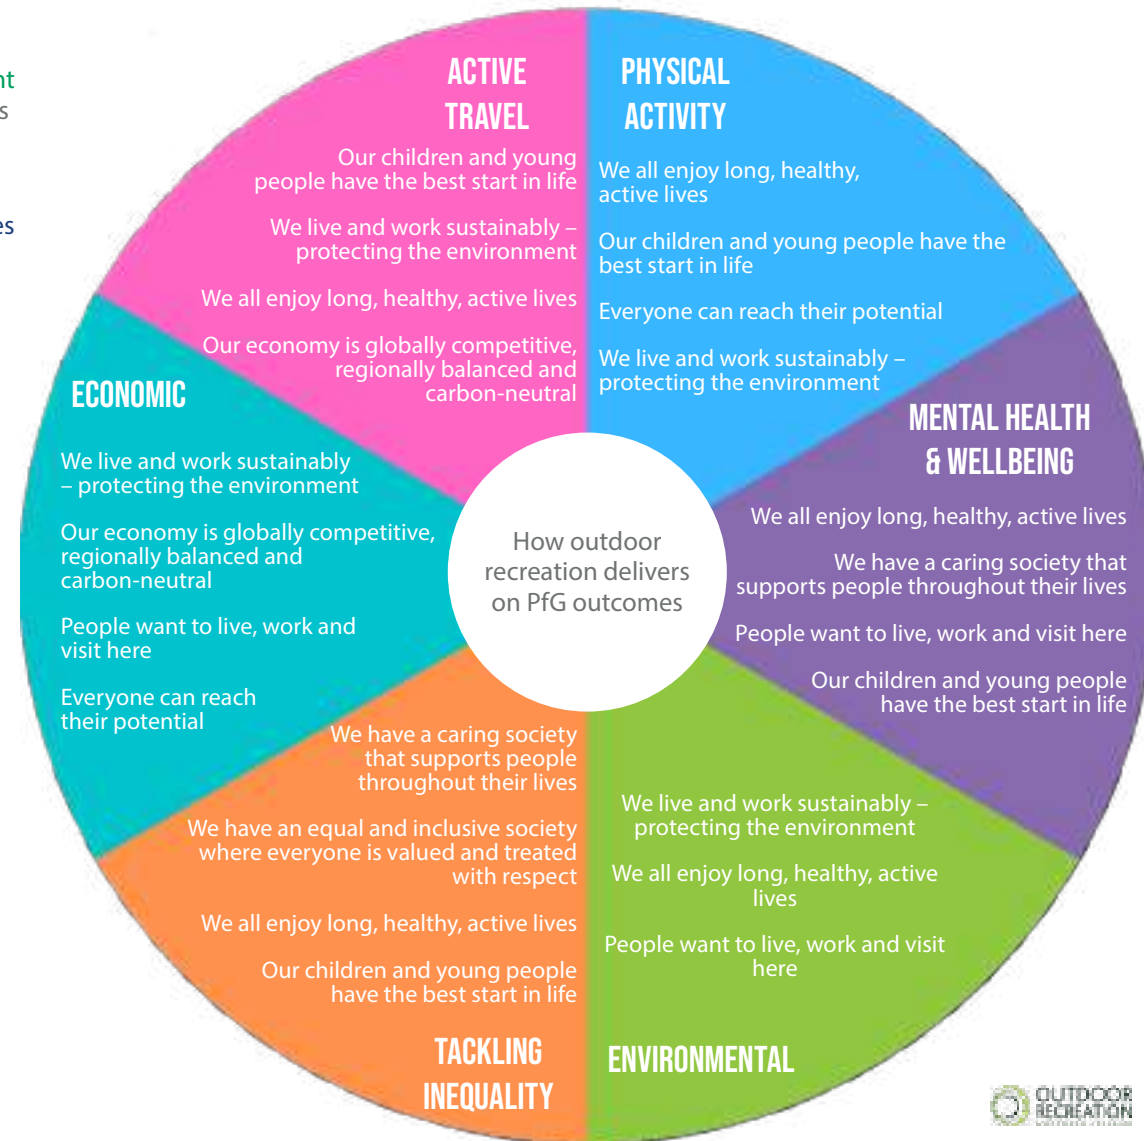 nt
s
es
ACTIVE
TRAVEL
Our children and young
people have the best start in life
We live and work sustainably –
protecting the environment
We all enjoy long, healthy, active lives
Our economy is globally competitive,
regionally balanced and
carbon-neutral
PHYSICAL
ACTIVITY
We all enjoy long, healthy,
active lives
Our children and young people have the
best start in life
Everyone can reach their potential
We live and work sustainably –
protecting the environment
MENTAL HEALTH
& WELLBEING
We all enjoy long, healthy, active lives
We have a caring society that
supports people throughout their lives
People want to live, work and visit here
Our children and young people
have the best start in life
ECONOMIC
We live and work sustainably
– protecting the environment
Our economy is globally competitive,
regionally balanced and
carbon-neutral
People want to live, work and
visit here
Everyone can reach
their potential
How outdoor
recreation delivers
on PfG outcomes
We have a caring society
that supports people
throughout their lives
We have an equal and inclusive society
where everyone is valued and treated
with respect
We all enjoy long, healthy, active lives
Our children and young people
have the best start in life
TACKLING
INEQUALITY
We live and work sustainably –
protecting the environment
We all enjoy long, healthy, active
lives
People want to live, work and visit
here
ENVIRONMENTAL
OUTDOOR
RECREATION